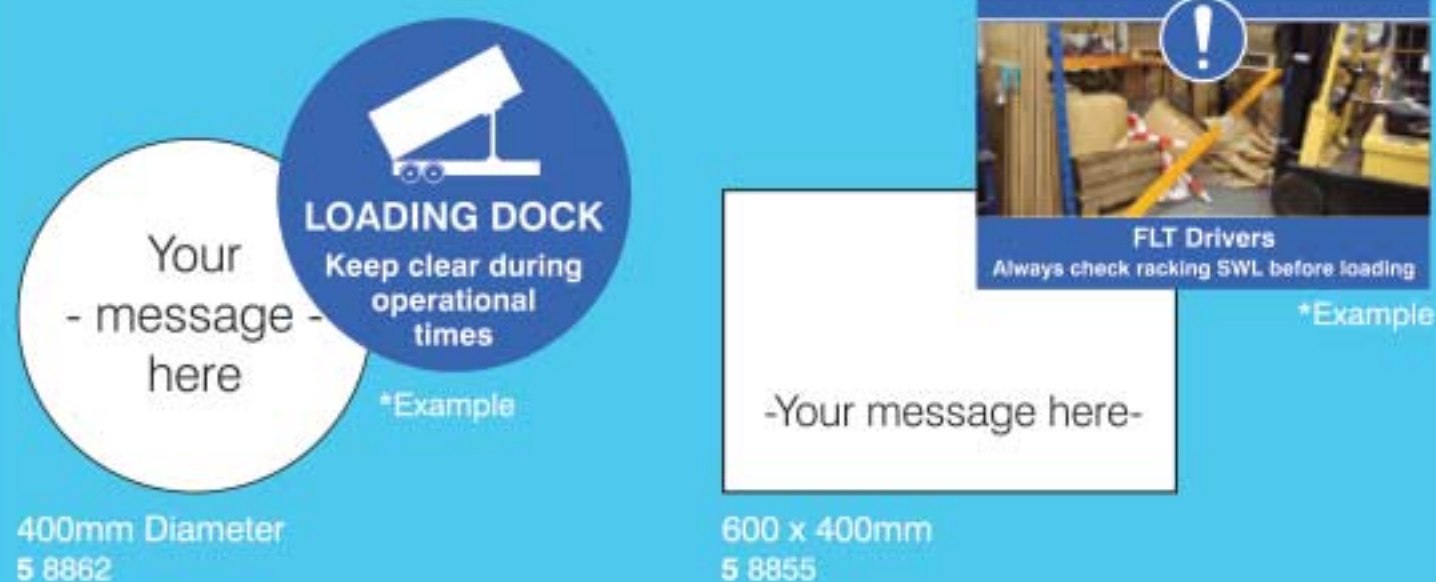 Your
- message -
here
LOADING DOCK
Keep clear during
operational
times
*Example
400mm Diameter
5 8862
!
FLT Drivers
Always check racking SWL before loading
*Example
-Your message here-
600 x 400mm
5 8855